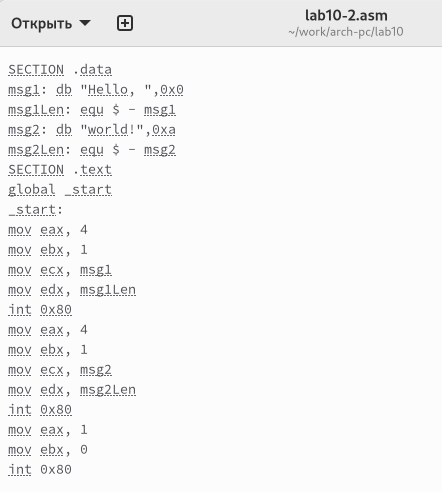 Открыть
lab10-2.asm
~/work/arch-pc/lab10
SECTION .data
msg1: db "Hello, ",0x0
msg1Len: equ $ - msg1
msg2: db "world!",0xa
msg2Len: equ $ - msg2
SECTION .text
global _start
_start:
mov eax, 4
mov ebx, 1
mov ecx, msg1
mov edx, msg1Len
int 0x80
mov eax, 4
mov ebx, 1
mov ecx, msg2
mov edx, msg2Len
int 0x80
mov eax, 1
mov ebx, 0
int 0x80